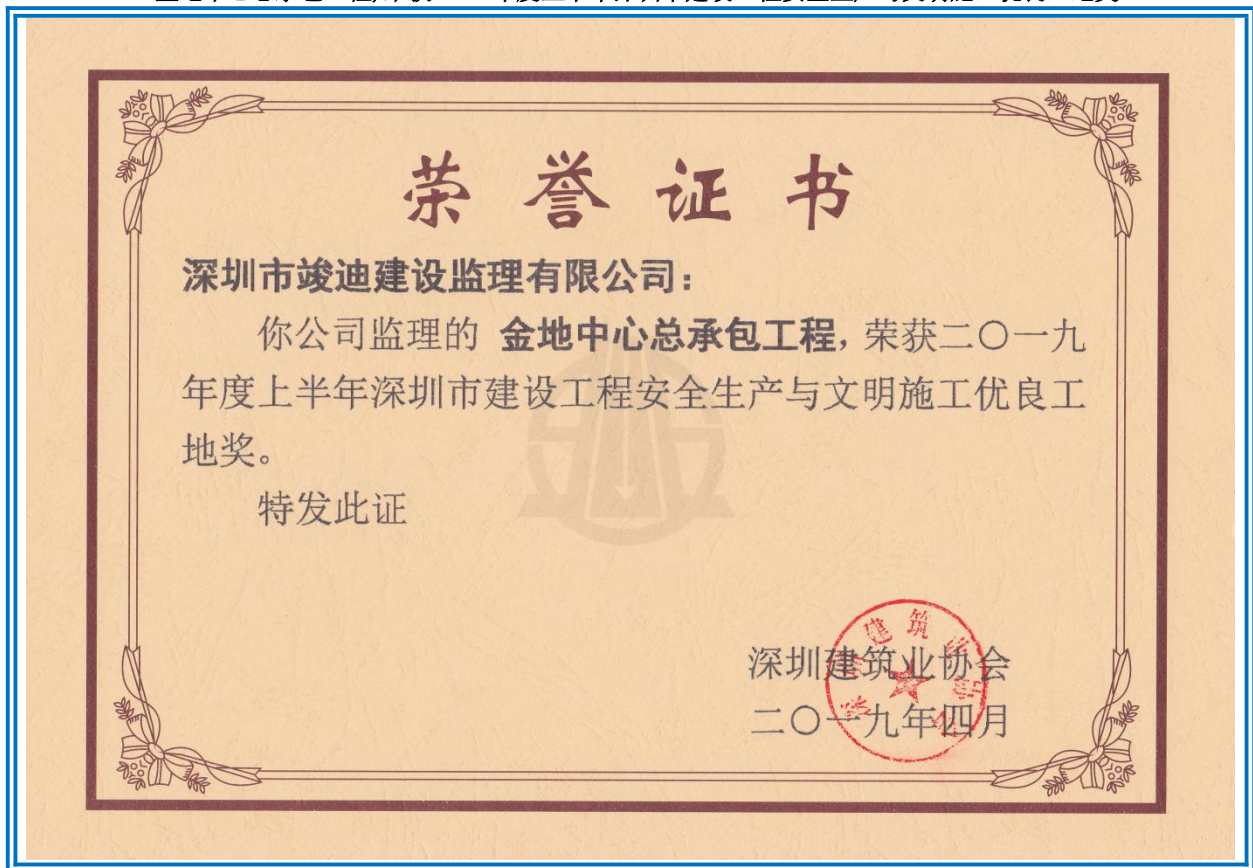 荣誉证书
深圳市竣迪建设监理有限公司：
你公司监理的 金地中心总承包工程，荣获二〇一九
年度上半年深圳市建设工程安全生产与文明施工优良工
地奖。
特发此证
深圳建筑业协会
二〇一九年四月